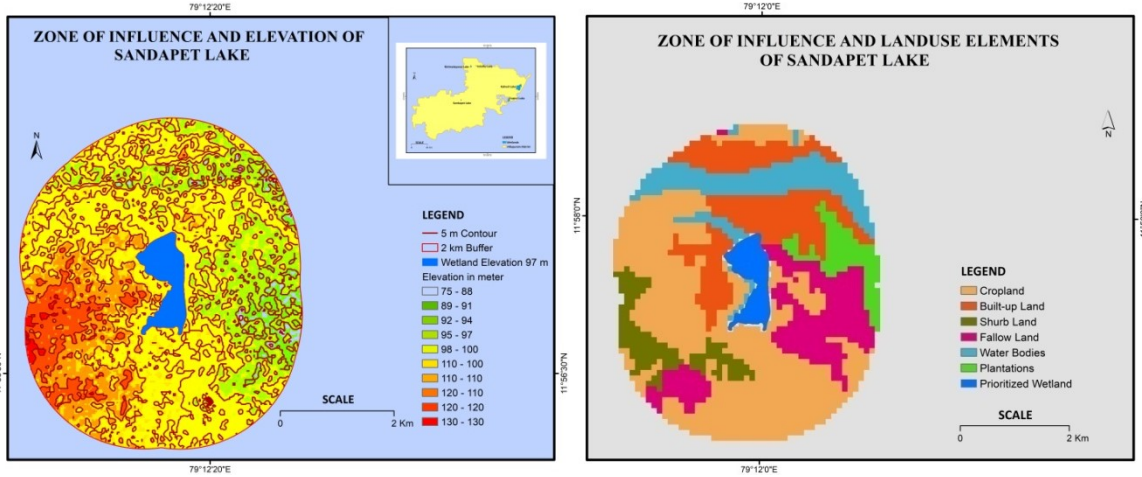 79°12'20"E
ZONE OF INFLUENCE AND ELEVATION OF
SANDAPET LAKE
N
LEGEND
5 m Contour
2 km Buffer
Wetland Elevation 97 m
Elevation in meter
75 - 88
89 - 91
92 - 94
95 - 97
98 - 100
110 - 100
110 - 110
120 - 110
120 - 120
130 - 130
SCALE
0 2 Km
11°56'30"N
79°12'20"E
79°12'0"E
ZONE OF INFLUENCE AND LANDUSE ELEMENTS
OF SANDAPET LAKE
N
11°58'0"N
LEGEND
Cropland
Built-up Land
Shurb Land
Fallow Land
Water Bodies
Plantations
Prioritized Wetland
SCALE
0 2 Km
79°12'0"E